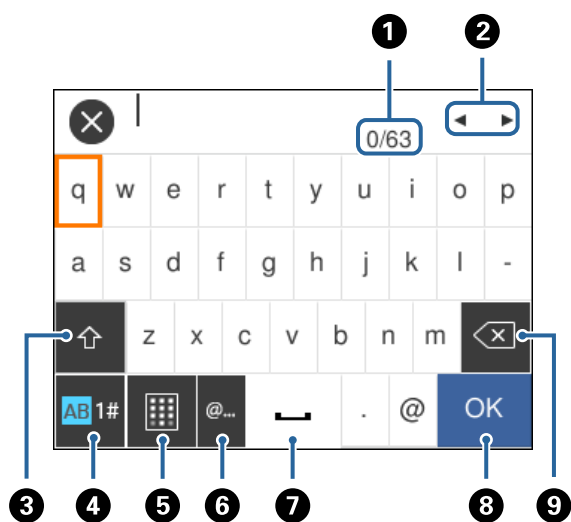 1 2
0/63
q w e r t y u i o p
a s d f g h j k l -
3 z x c v b n m 9
AB 1# @... . @ OK
4 5 6 7 8